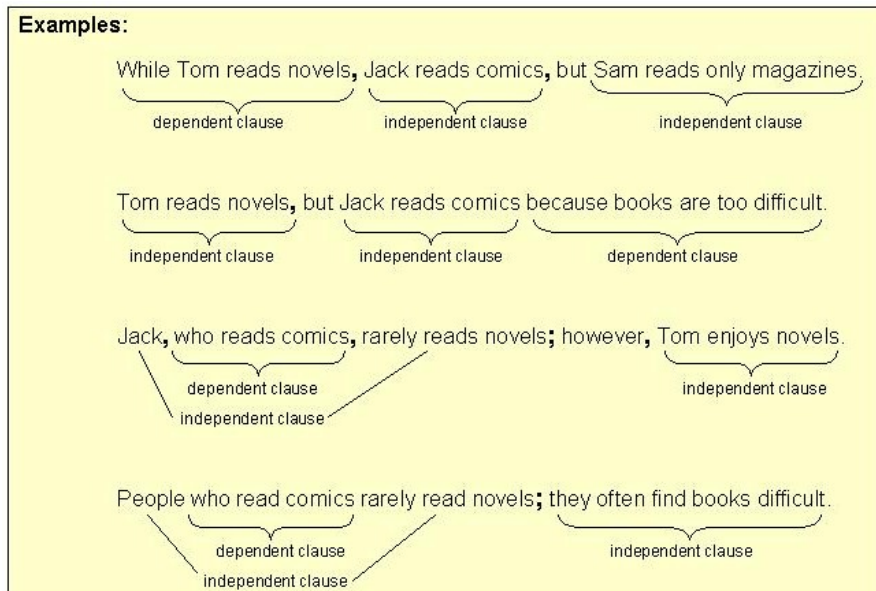 Examples:
While Tom reads novels, Jack reads comics, but Sam reads only magazines.
dependent clause independent clause independent clause
Tom reads novels, but Jack reads comics because books are too difficult.
independent clause independent clause dependent clause
Jack, who reads comics, rarely reads novels; however, Tom enjoys novels.
dependent clause independent clause
independent clause
People who read comics rarely read novels; they often find books difficult.
dependent clause independent clause
independent clause